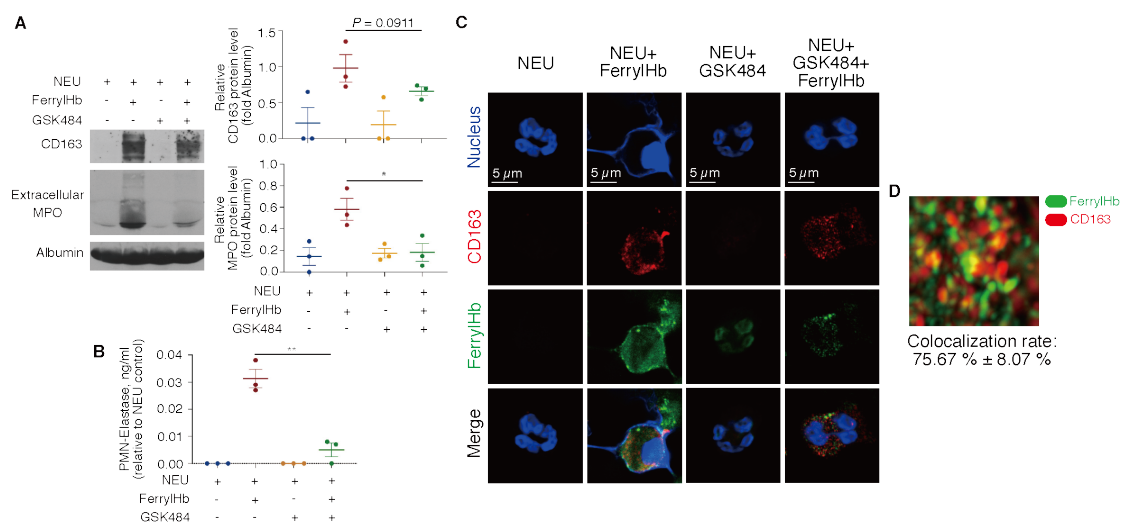 A
NEU + + + +
FerrylHb - + - +
GSK484 - - + +
CD163
Extracellular
MPO
Albumin
P = 0.0911
Relative
CD163 protein level
(fold Albumin)
1.5
1.0
0.5
0.0
*
Relative
MPO protein level
(fold Albumin)
1.0
0.8
0.6
0.4
0.2
0.0
NEU + + + +
FerrylHb - + - +
GSK484 - - + +
B
**
PMN-Elastase, ng/ml
(relative to NEU control)
0.04
0.03
0.01
0.00
NEU + + + +
FerrylHb - + - +
GSK484 - - + +
C
NEU
NEU+
FerrylHb
NEU+
GSK484
NEU+
GSK484+
FerrylHb
Nucleus
5 µm 5 µm 5 µm 5 µm
CD163
FerrylHb
Merge
D
FerrylHb
CD163
Colocalization rate:
75.67 % ± 8.07 %